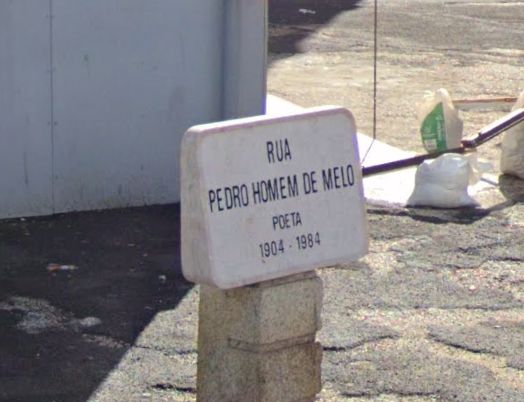 RUA
PEDRO HOMEM DE MELO
POETA
1904 - 1984